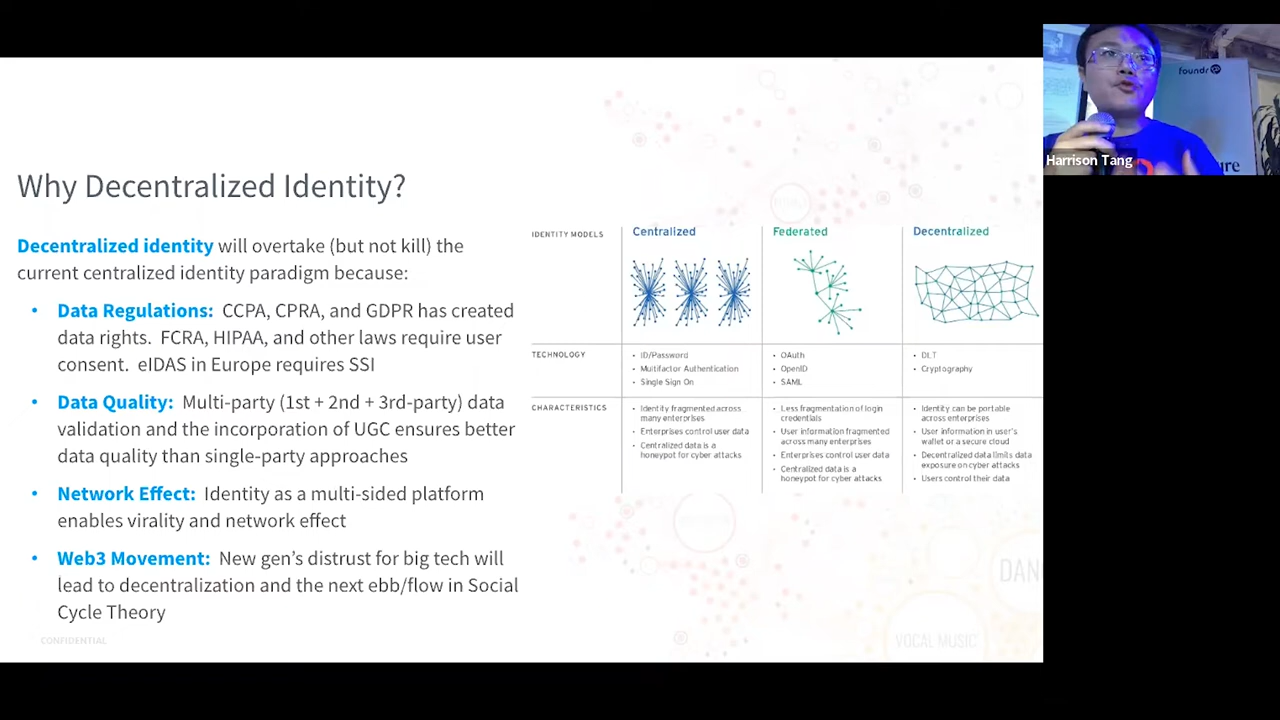 foundr
Harrison Tang
Why Decentralized Identity?
Decentralized identity will overtake (but not kill) the
current centralized identity paradigm because:
• Data Regulations: CCPA, CPRA, and GDPR has created
data rights. FCRA, HIPAA, and other laws require user
consent. eIDAS in Europe requires SSI
• Data Quality: Multi-party (1st + 2nd + 3rd-party) data
validation and the incorporation of UGC ensures better
data quality than single-party approaches
• Network Effect: Identity as a multi-sided platform
enables virality and network effect
• Web3 Movement: New gen's distrust for big tech will
lead to decentralization and the next ebb/flow in Social
Cycle Theory
CONFIDENTIAL
IDENTITY MODELS
Centralized
Federated
Decentralized
TECHNOLOGY
• ID/Password
• Multifactor Authentication
• Single Sign On
• OAuth
• OpenID
• SAML
• DLT
• Cryptography
CHARACTERISTICS
• Identity fragmented across
many enterprises
• Enterprises control user data
• Centralized data is a
honeypot for cyber attacks
• Less fragmentation of login
credentials
• User information fragmented
across many enterprises
• Enterprises control user data
• Centralized data is a
honeypot for cyber attacks
• Identity can be portable
across enterprises
• User information in user's
wallet or a secure cloud
• Decentralized data limits data
exposure on cyber attacks
• Users control their data
DAN
VOCAL MUSIC